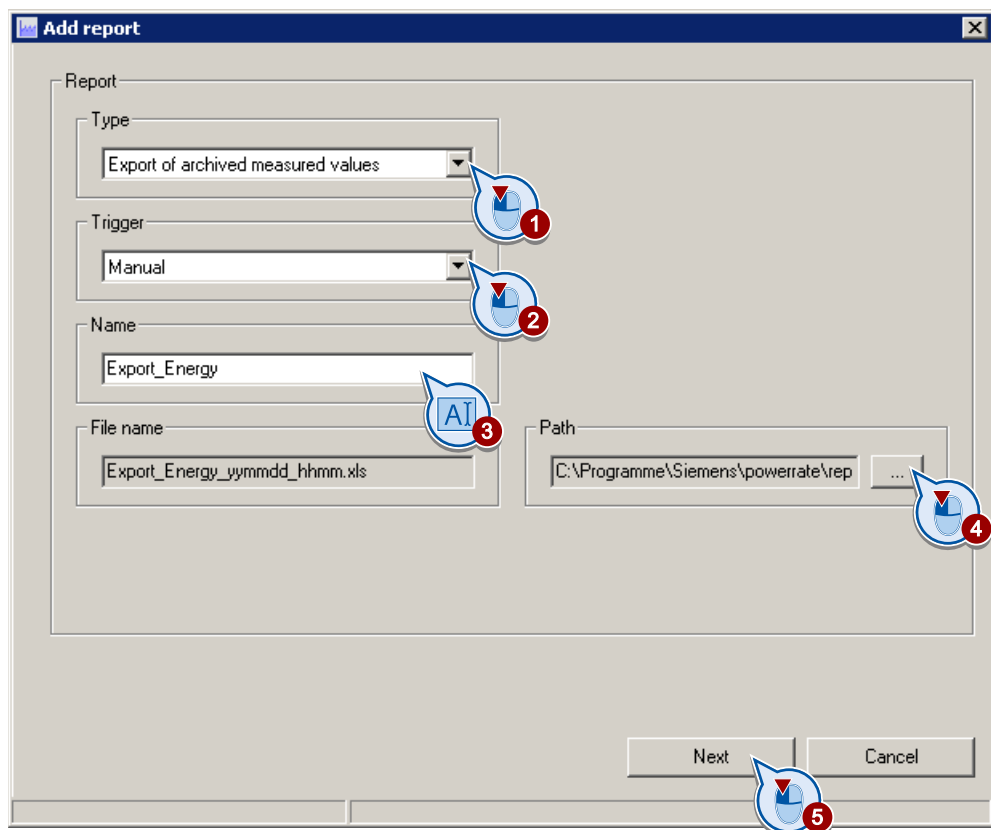 Add report
Report
Type
Export of archived measured values
1
Trigger
Manual
2
Name
Export_Energy
AI
3
File name
Export_Energy_yymmdd_hhmm.xls
Path
C:\Programme\Siemens\powerrate\rep
...
4
Next
Cancel
5